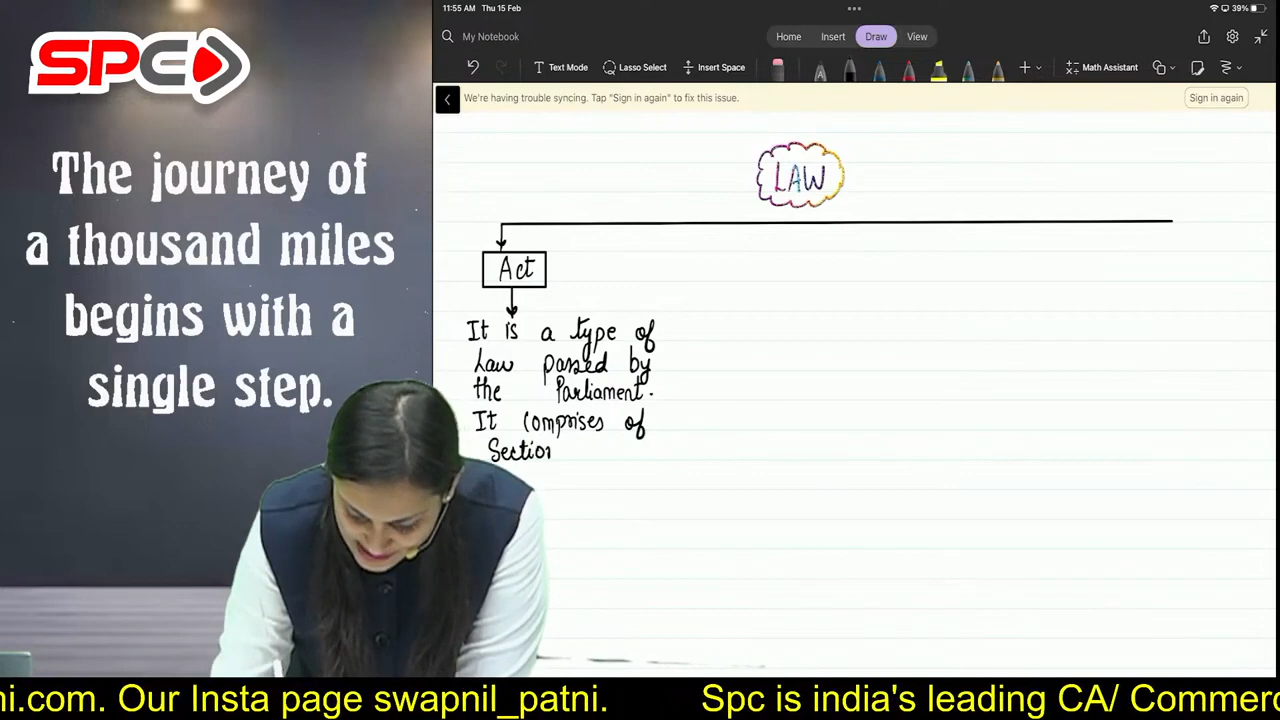 SPC
The journey of
a thousand miles
begins with a
single step.
11:55 AM Thu 15 Feb
39%
My Notebook
Home Insert Draw View
Text Mode Lasso Select Insert Space Math Assistant
We're having trouble syncing. Tap "Sign in again" to fix this issue. Sign in again
LAW
Act
It is a type of
Law passed by
the Parliament.
It comprises of
Section
ni.com. Our Insta page swapnil_patni. Spc is india's leading CA/ Commerc